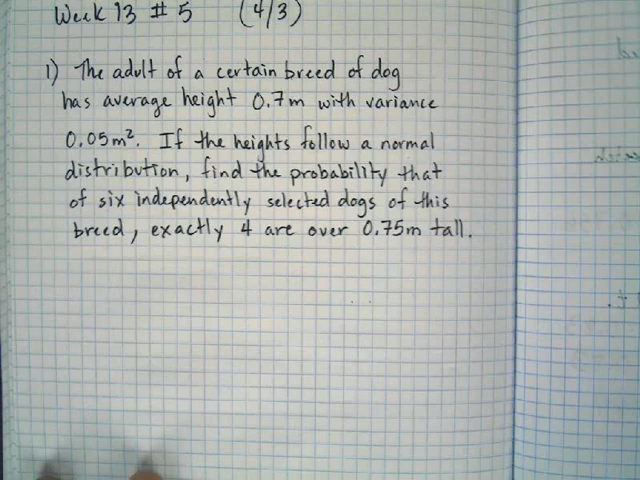 Week 13 # 5 (4/3)
1) The adult of a certain breed of dog
has average height 0.7m with variance
0.05m². If the heights follow a normal
distribution, find the probability that
of six independently selected dogs of this
breed, exactly 4 are over 0.75m tall.